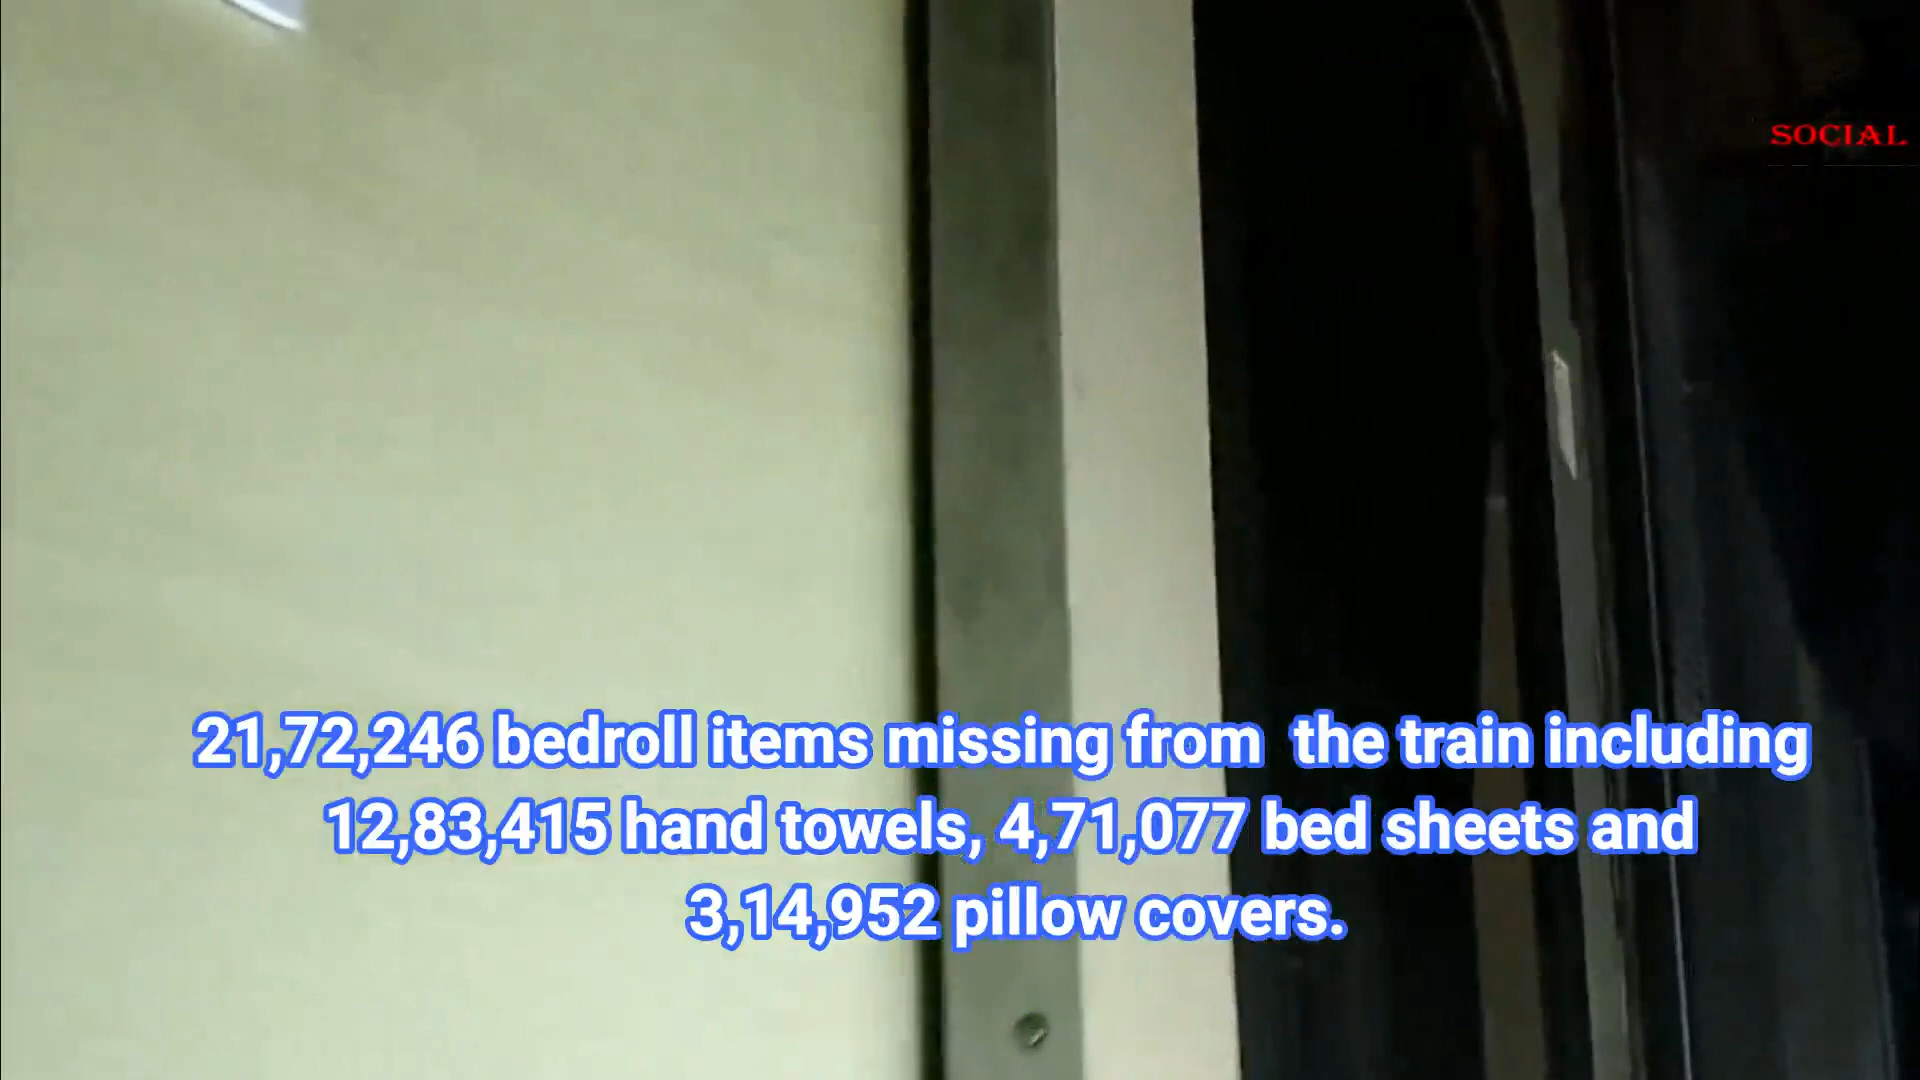 SOCIAL
21,72,246 bedroll items missing from  the train including
12,83,415 hand towels, 4,71,077 bed sheets and
3,14,952 pillow covers.